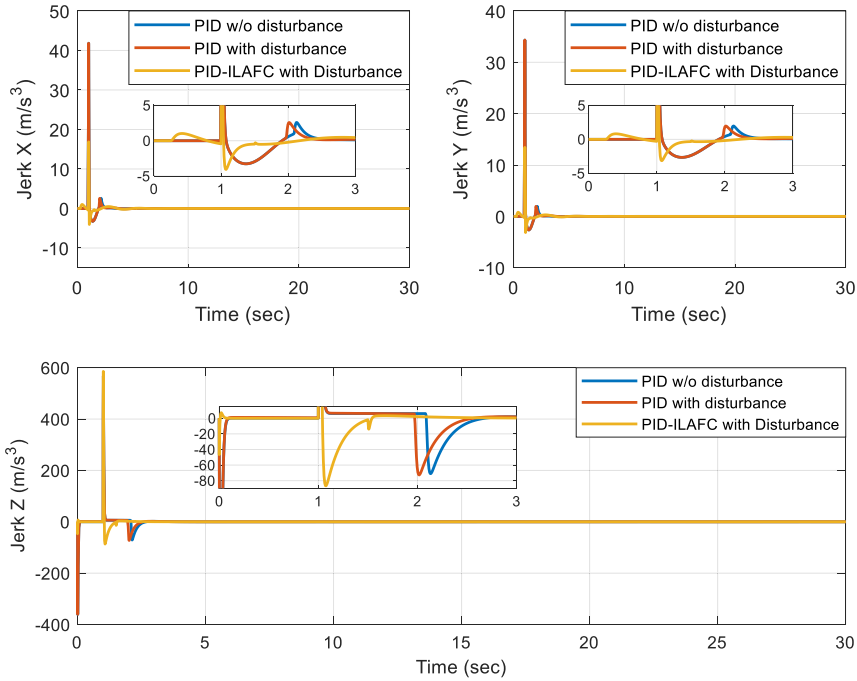 50
40
30
20
10
0
-10
Jerk X (m/s³)
PID w/o disturbance
PID with disturbance
PID-ILAFC with Disturbance
5
0
-5
0 1 2 3
0 10 20 30
Time (sec)
40
30
20
10
0
-10
Jerk Y (m/s³)
PID w/o disturbance
PID with disturbance
PID-ILAFC with Disturbance
5
0
-5
0 1 2 3
0 10 20 30
Time (sec)
600
400
200
0
-200
-400
Jerk Z (m/s³)
PID w/o disturbance
PID with disturbance
PID-ILAFC with Disturbance
0
-20
-40
-60
-80
0 1 2 3
0 5 10 15 20 25 30
Time (sec)